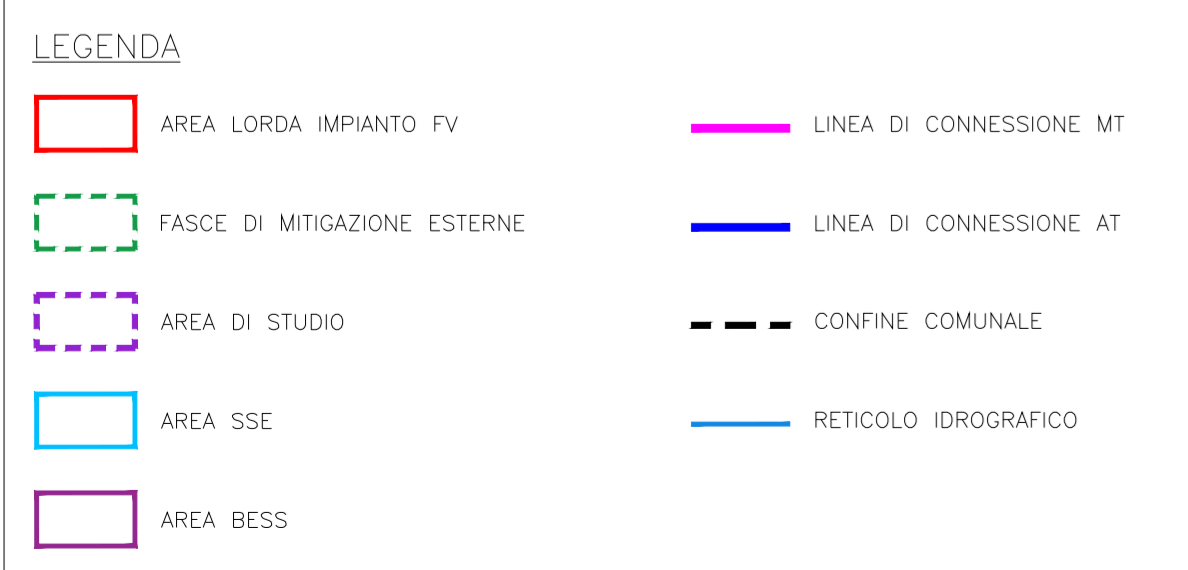 LEGENDA
AREA LORDA IMPIANTO FV
FASCE DI MITIGAZIONE ESTERNE
AREA DI STUDIO
AREA SSE
AREA BESS
LINEA DI CONNESSIONE MT
LINEA DI CONNESSIONE AT
CONFINE COMUNALE
RETICOLO IDROGRAFICO